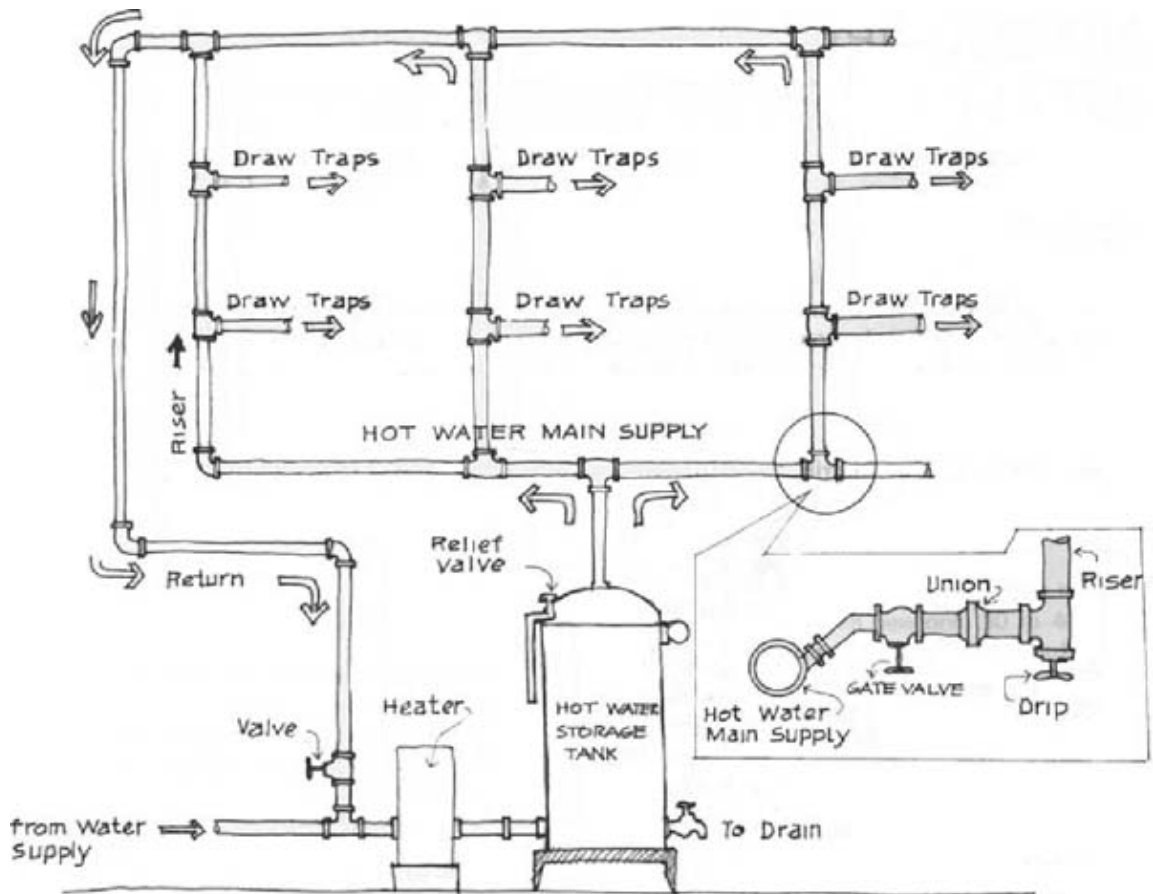 Draw Traps
Draw Traps
Draw Traps
Draw Traps
Draw Traps
Draw Traps
Riser
HOT WATER MAIN SUPPLY
Return
Relief
Valve
Union
Riser
GATE VALVE
Drip
Hot Water
Main Supply
Heater
HOT WATER
STORAGE
TANK
Valve
from Water
Supply
To Drain